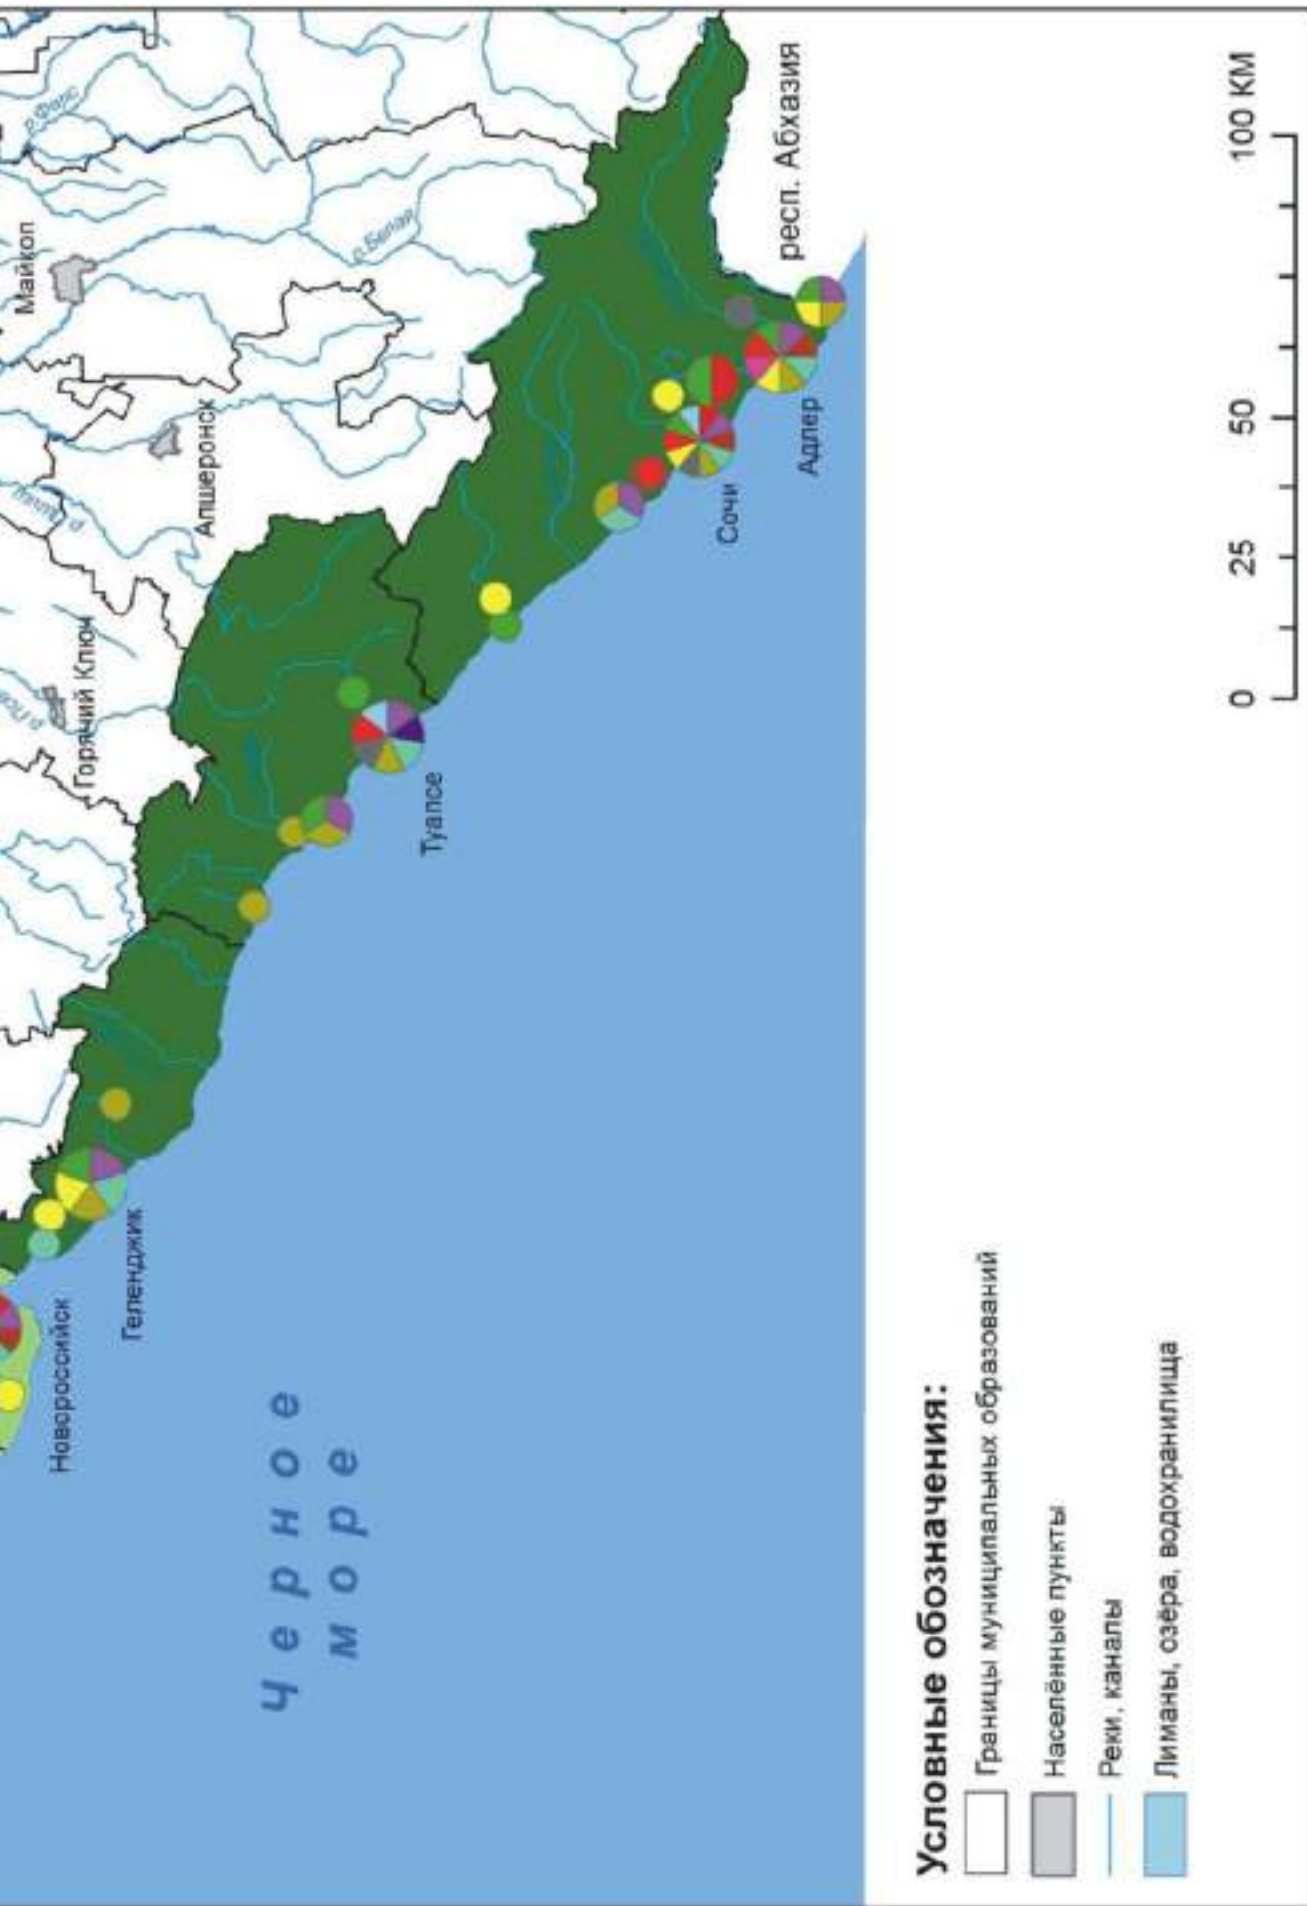 Майкоп
р.Фарс
р.Белая
Апшеронск
Горячий Ключ
респ. Абхазия
Адлер
Сочи
Туапсе
Геленджик
Новороссийск
Черное
море
Условные обозначения:
Границы муниципальных образований
Населённые пункты
Реки, каналы
Лиманы, озёра, водохранилища
0 25 50 100 КМ